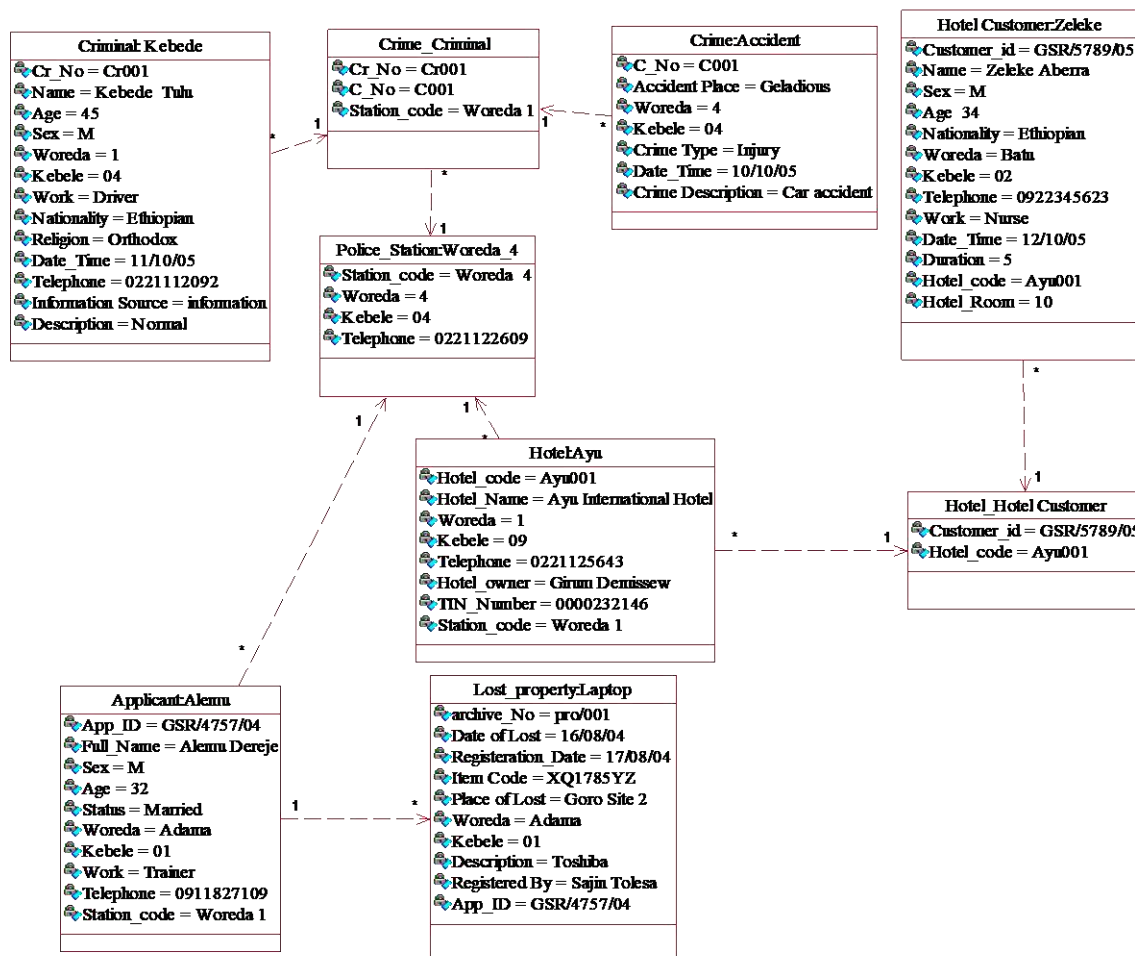 Criminal:Kebede
Cr_No = Cr001
Name = Kebede Tulu
Age = 45
Sex = M
Woreda = 1
Kebele = 04
Work = Driver
Nationality = Ethiopian
Religion = Orthodox
Date_Time = 11/10/05
Telephone = 0221112092
Information Source = information
Description = Normal
*
1
Crime_Criminal
Cr_No = Cr001
C_No = C001
Station_code = Woreda 1
1
*
Crime:Accident
C_No = C001
Accident Place = Geladious
Woreda = 4
Kebele = 04
Crime Type = Injury
Date_Time = 10/10/05
Crime Description = Car accident
*
1
Police_Station:Woreda_4
Station_code = Woreda 4
Woreda = 4
Kebele = 04
Telephone = 0221122609
1
1
*
Hotel Customer:Zeleke
Customer_id = GSR/5789/05
Name = Zeleke Aberra
Sex = M
Age 34
Nationality = Ethiopian
Woreda = Batu
Kebele = 02
Telephone = 0922345623
Work = Nurse
Date_Time = 12/10/05
Duration = 5
Hotel_code = Ayu001
Hotel_Room = 10
*
1
Hotel:Ayu
Hotel_code = Ayu001
Hotel_Name = Ayu International Hotel
Woreda = 1
Kebele = 09
Telephone = 0221125643
Hotel_owner = Girum Demissew
TIN_Number = 0000232146
Station_code = Woreda 1
*
1
Hotel_Hotel Customer
Customer_id = GSR/5789/05
Hotel_code = Ayu001
*
Applicant:Alemu
App_ID = GSR/4757/04
Full_Name = Alemu Dereje
Sex = M
Age = 32
Status = Married
Woreda = Adama
Kebele = 01
Work = Trainer
Telephone = 0911827109
Station_code = Woreda 1
1
*
Lost_property:Laptop
archive_No = pro/001
Date of Lost = 16/08/04
Registeration_Date = 17/08/04
Item Code = XQ1785YZ
Place of Lost = Goro Site 2
Woreda = Adama
Kebele = 01
Description = Toshiba
Registered By = Sajin Tolesa
App_ID = GSR/4757/04